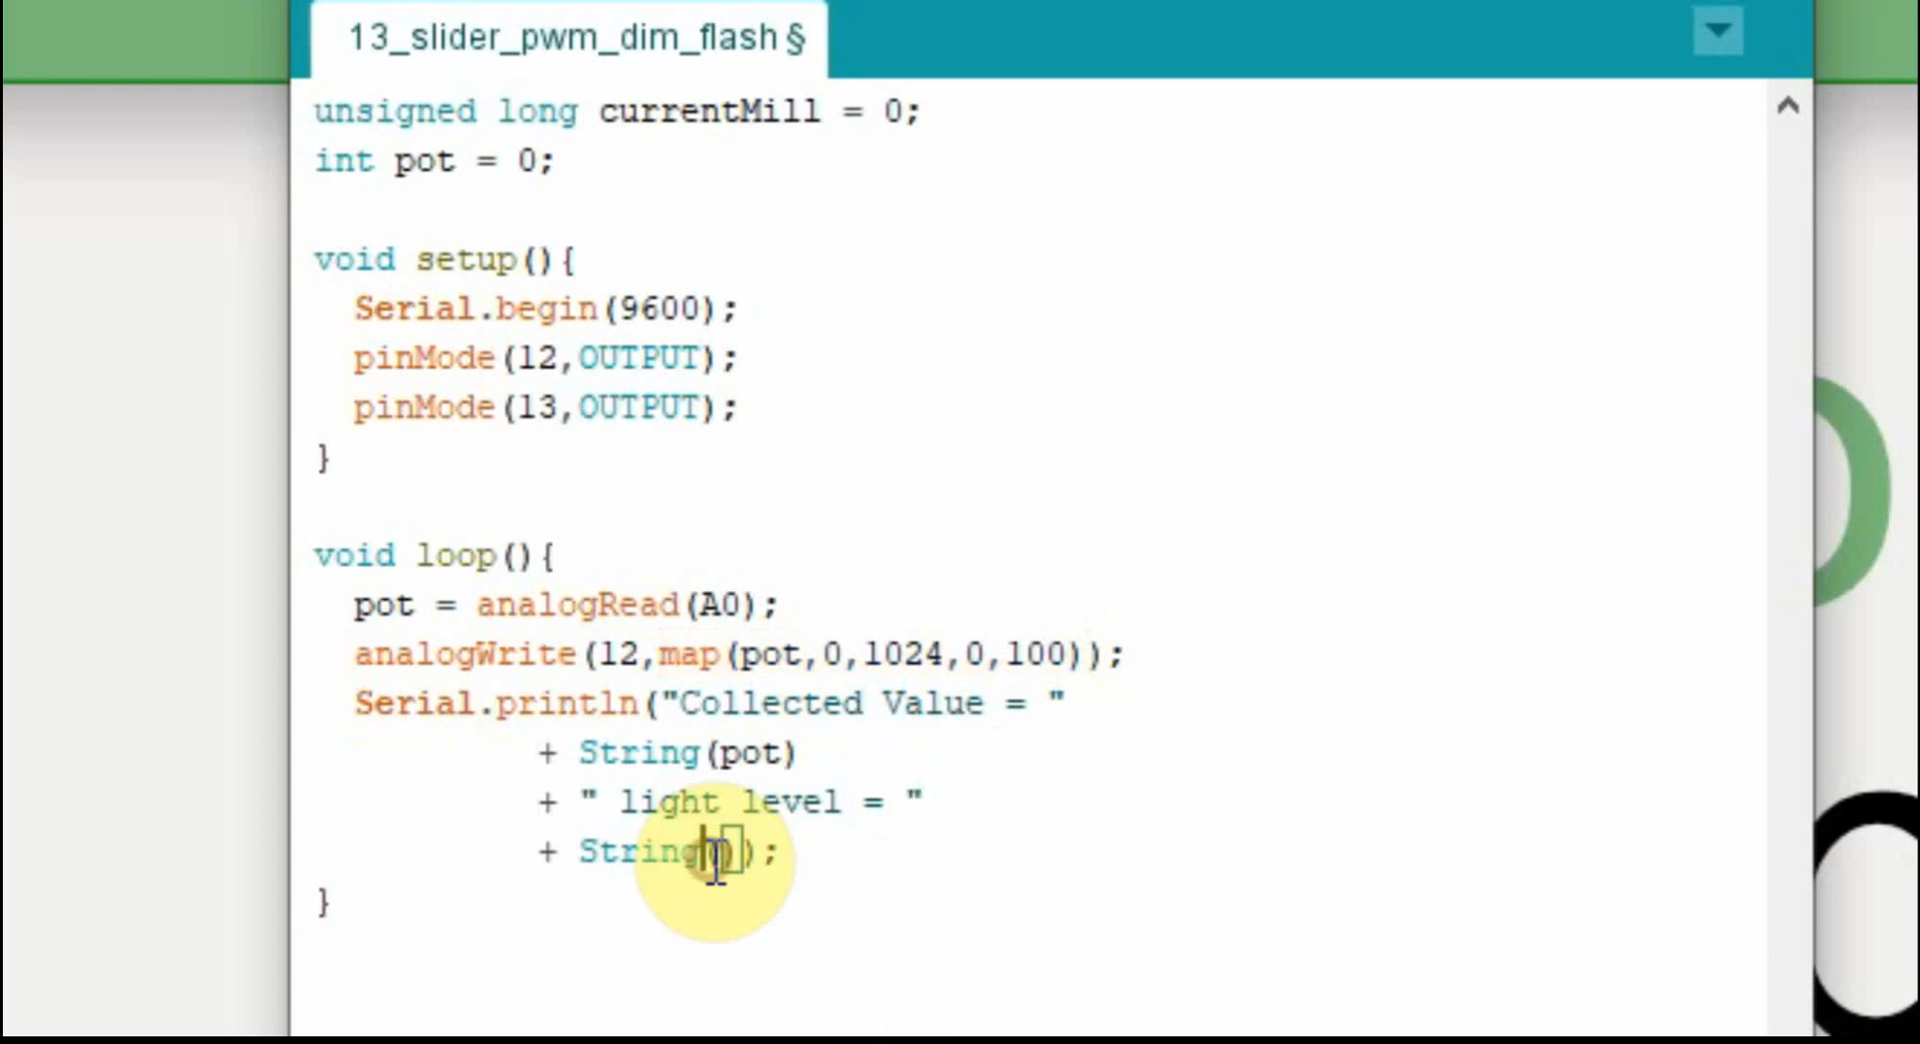 13_slider_pwm_dim_flash §
unsigned long currentMill = 0;
int pot = 0;
void setup(){
Serial.begin(9600);
pinMode(12,OUTPUT);
pinMode(13,OUTPUT);
}
void loop(){
pot = analogRead(A0);
analogWrite(12,map(pot,0,1024,0,100));
Serial.println("Collected Value = "
+ String(pot)
+ " light level = "
+ String());
}